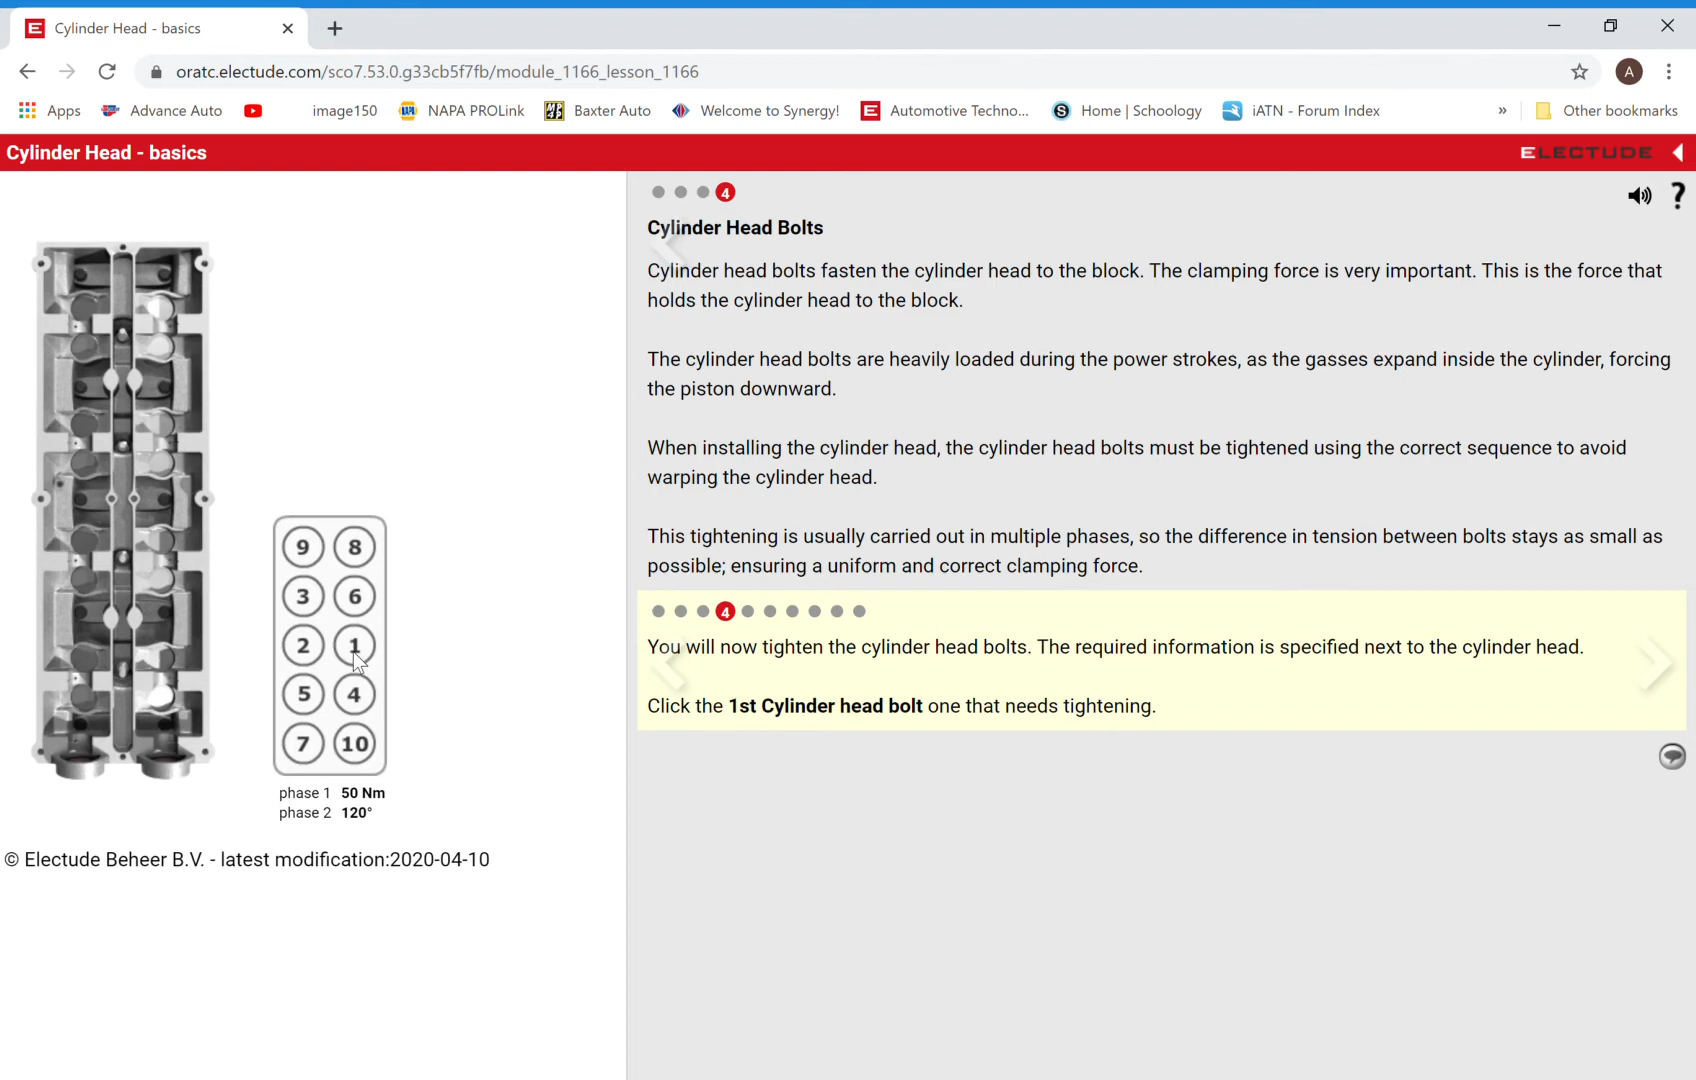 Cylinder Head - basics
oratc.electude.com/sco7.53.0.g33cb5f7fb/module_1166_lesson_1166
A
Apps
Advance Auto
image150
NAPA PROLink
Baxter Auto
Welcome to Synergy!
Automotive Techno...
Home | Schoology
iATN - Forum Index
»
Other bookmarks
Cylinder Head - basics
ELECTUDE
4
?
Cylinder Head Bolts
Cylinder head bolts fasten the cylinder head to the block. The clamping force is very important. This is the force that
holds the cylinder head to the block.
The cylinder head bolts are heavily loaded during the power strokes, as the gasses expand inside the cylinder, forcing
the piston downward.
When installing the cylinder head, the cylinder head bolts must be tightened using the correct sequence to avoid
warping the cylinder head.
This tightening is usually carried out in multiple phases, so the difference in tension between bolts stays as small as
possible; ensuring a uniform and correct clamping force.
4
You will now tighten the cylinder head bolts. The required information is specified next to the cylinder head.
Click the 1st Cylinder head bolt one that needs tightening.
9 8
3 6
2 1
5 4
7 10
phase 1 50 Nm
phase 2 120°
© Electude Beheer B.V. - latest modification:2020-04-10